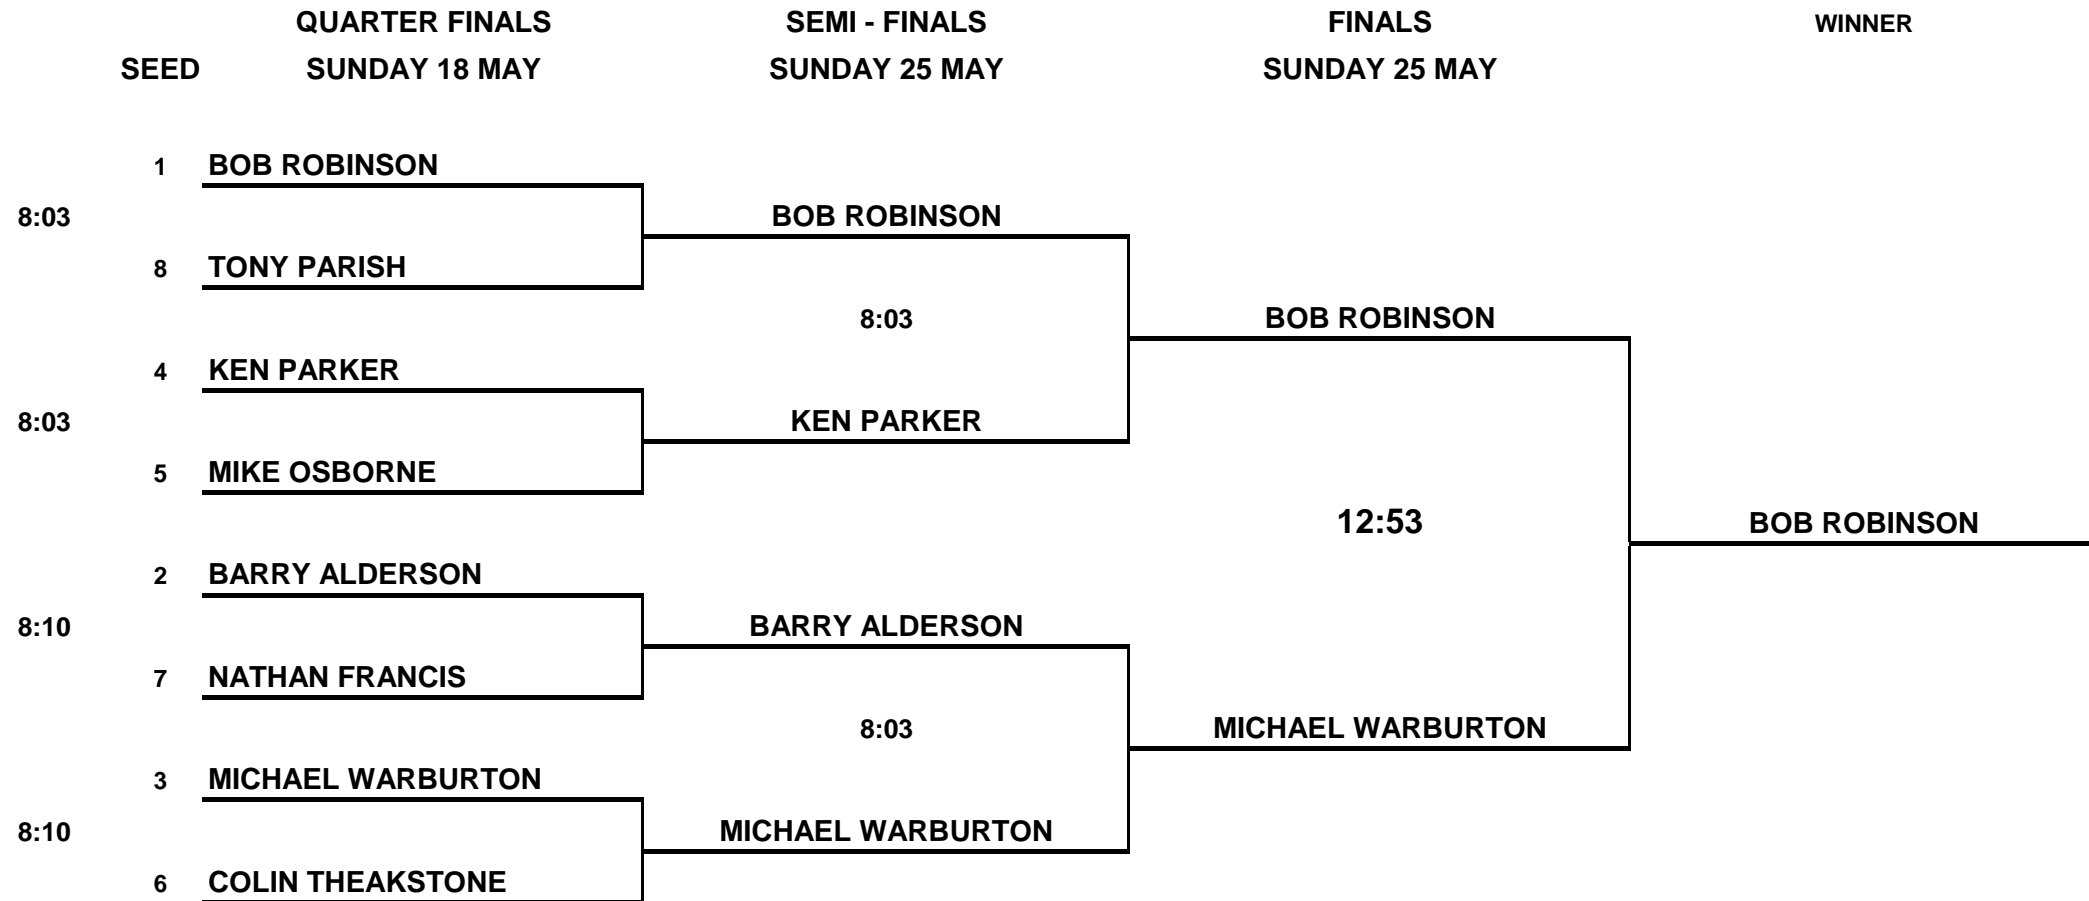 QUARTER FINALS SEMI - FINALS FINALS WINNER
SEED SUNDAY 18 MAY SUNDAY 25 MAY SUNDAY 25 MAY
1 BOB ROBINSON
8:03 BOB ROBINSON
8 TONY PARISH
8:03 BOB ROBINSON
4 KEN PARKER
8:03 KEN PARKER
5 MIKE OSBORNE
12:53 BOB ROBINSON
2 BARRY ALDERSON
8:10 BARRY ALDERSON
7 NATHAN FRANCIS
8:03 MICHAEL WARBURTON
3 MICHAEL WARBURTON
8:10 MICHAEL WARBURTON
6 COLIN THEAKSTONE